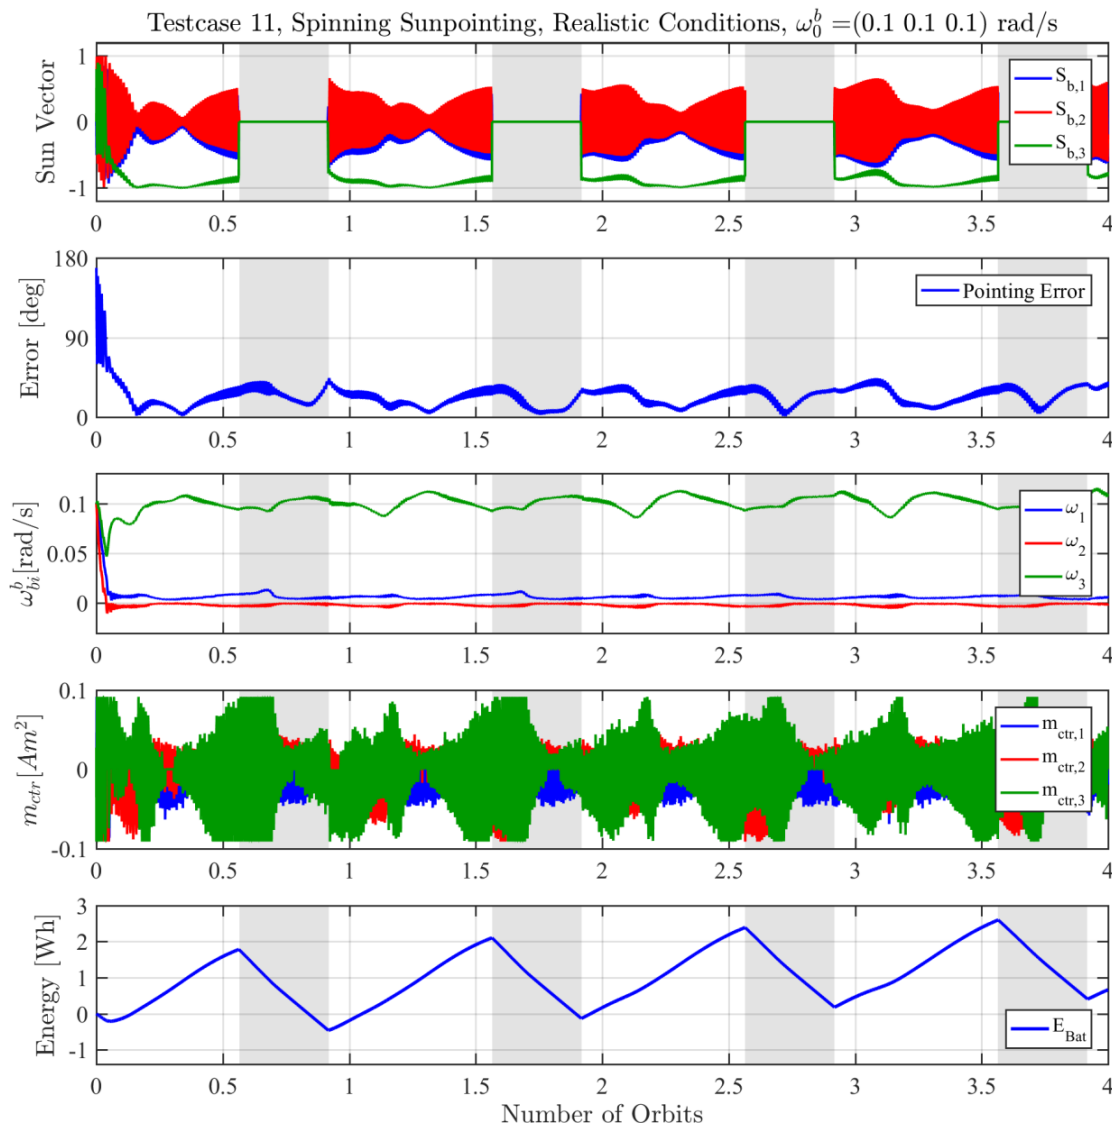 Testcase 11, Spinning Sunpointing, Realistic Conditions, ω₀ᵇ =(0.1 0.1 0.1) rad/s
Sun Vector
1
0
-1
S_b,1
S_b,2
S_b,3
0 0.5 1 1.5 2 2.5 3 3.5 4
Error [deg]
180
90
0
Pointing Error
0 0.5 1 1.5 2 2.5 3 3.5 4
ω_bi^b[rad/s]
0.1
0.05
0
ω₁
ω₂
ω₃
0 0.5 1 1.5 2 2.5 3 3.5 4
m_ctr[Am²]
0.1
0
-0.1
m_ctr,1
m_ctr,2
m_ctr,3
0 0.5 1 1.5 2 2.5 3 3.5 4
Energy [Wh]
3
2
1
0
-1
E_Bat
0 0.5 1 1.5 2 2.5 3 3.5 4
Number of Orbits